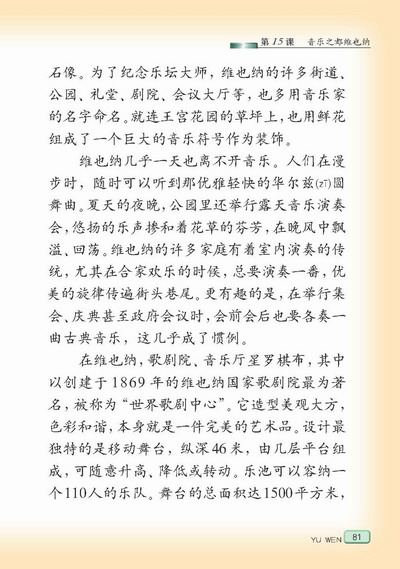 第15课 音乐之都维也纳
石像。为了纪念乐坛大师，维也纳的许多街道、
公园、礼堂、剧院、会议大厅等，也多用音乐家
的名字命名。就连王宫花园的草坪上，也用鲜花
组成了一个巨大的音乐符号作为装饰。
维也纳几乎一天也离不开音乐。人们在漫
步时，随时可以听到那优雅轻快的华尔兹(zī)圆
舞曲。夏天的夜晚，公园里还举行露天音乐演奏
会，悠扬的乐声掺和着花草的芬芳，在晚风中飘
溢、回荡。维也纳的许多家庭有着室内演奏的传
统，尤其在合家欢乐的时候，总要演奏一番，优
美的旋律传遍街头巷尾。更有趣的是，在举行集
会、庆典甚至政府会议时，会前会后也要各奏一
曲古典音乐，这几乎成了惯例。
在维也纳，歌剧院、音乐厅星罗棋布，其中
以创建于1869年的维也纳国家歌剧院最为著
名，被称为“世界歌剧中心”。它造型美观大方，
色彩和谐，本身就是一件完美的艺术品。设计最
独特的是移动舞台，纵深46米，由几层平台组
成，可随意升高、降低或转动。乐池可以容纳一
个110人的乐队。舞台的总面积达1500平方米，
YU WEN 81